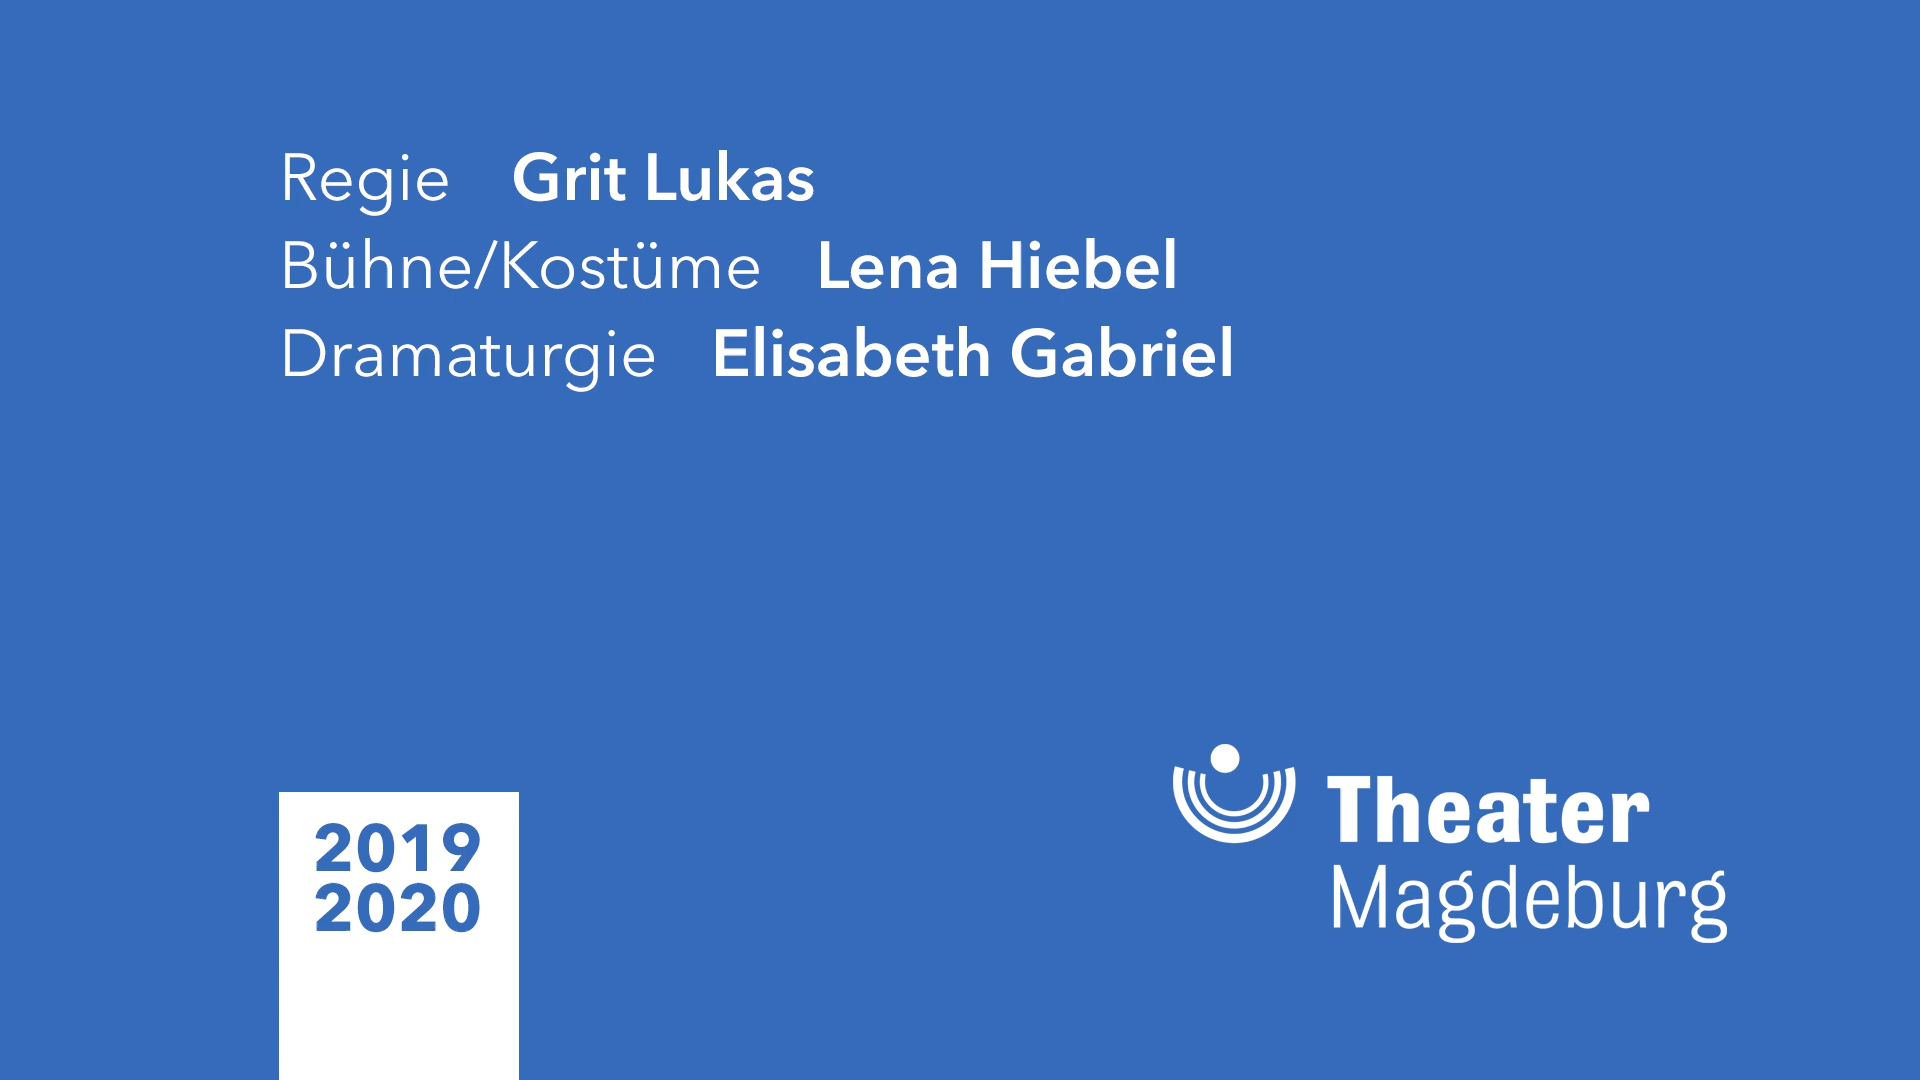 Regie Grit Lukas
Bühne/Kostüme Lena Hiebel
Dramaturgie Elisabeth Gabriel
2019
2020
Theater
Magdeburg